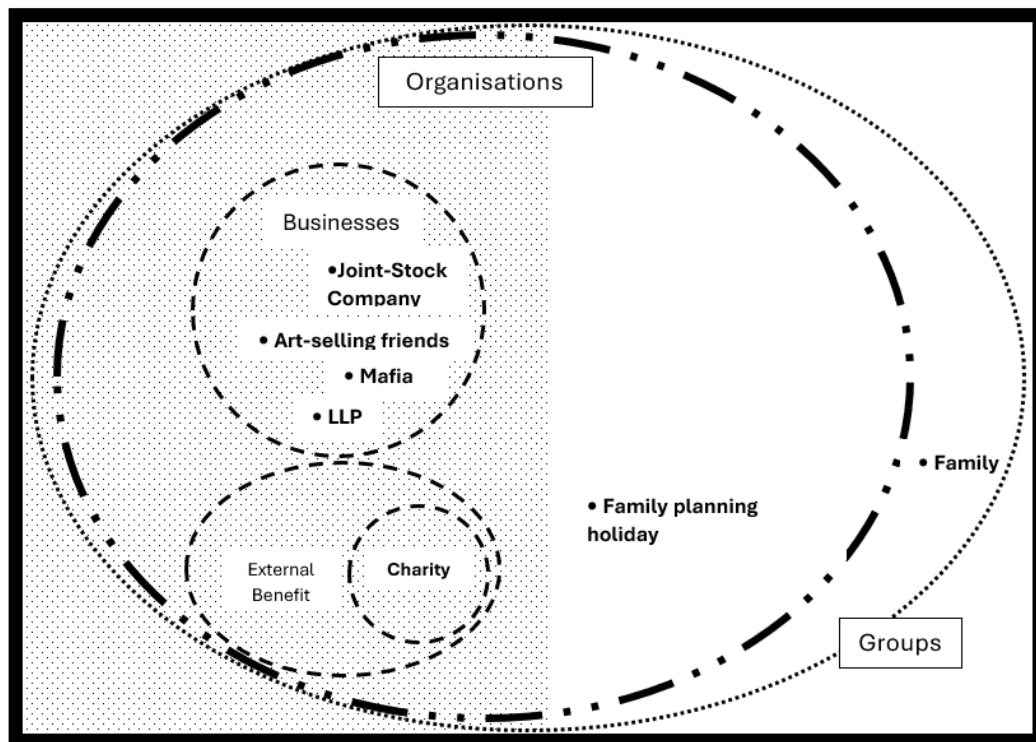 Organisations
Businesses
•Joint-Stock
Company
• Art-selling friends
• Mafia
• LLP
• Family
• Family planning
holiday
External
Benefit
Charity
Groups